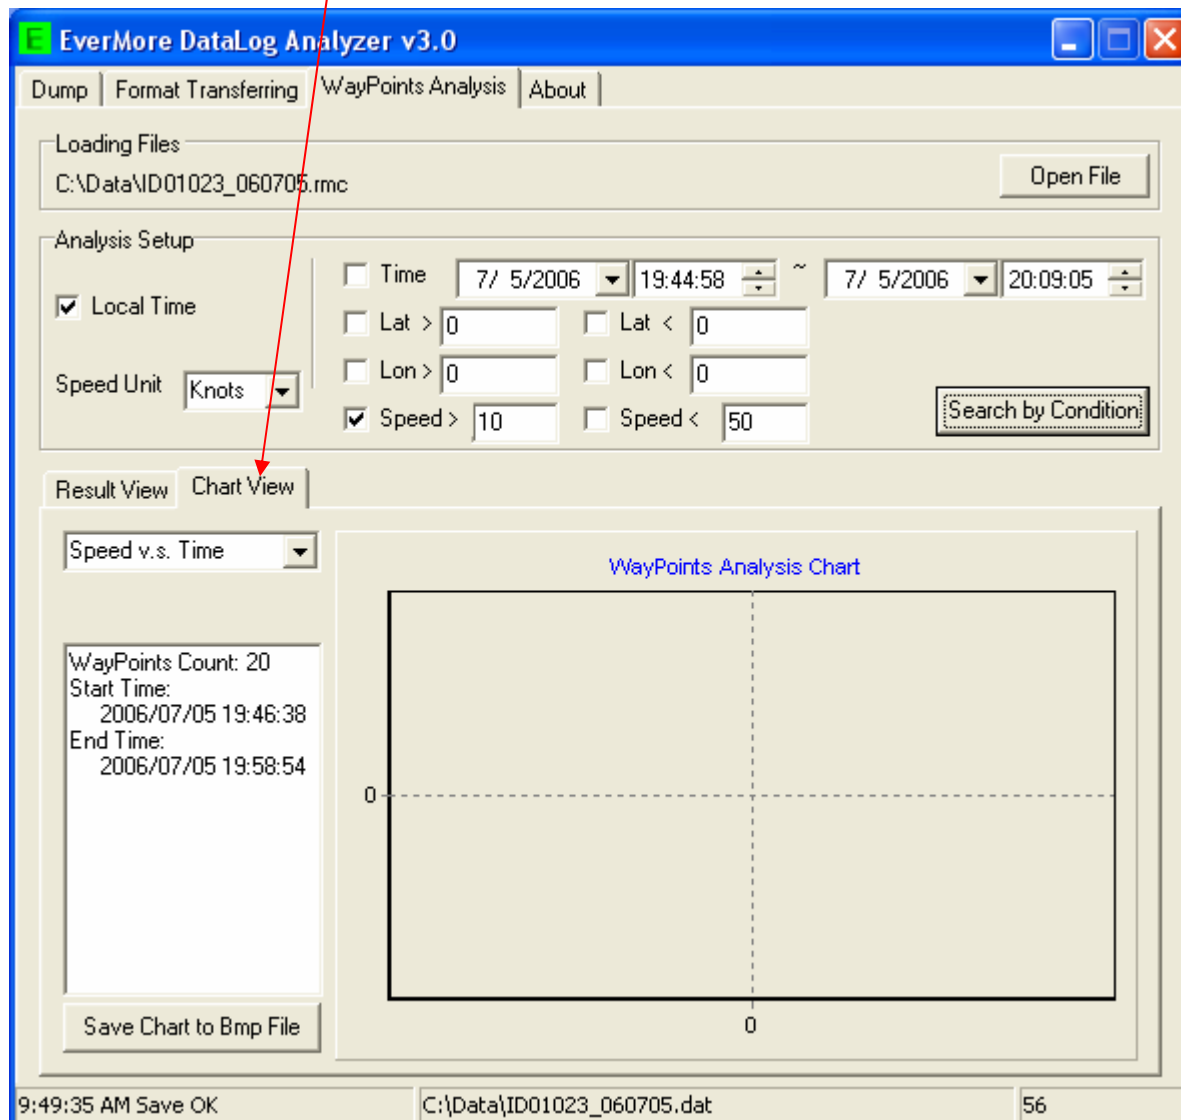 E EverMore DataLog Analyzer v3.0
Dump Format Transferring WayPoints Analysis About
Loading Files
C:\Data\ID01023_060705.rmc
Open File
Analysis Setup
Local Time
Speed Unit Knots
Time 7/ 5/2006 19:44:58 ~ 7/ 5/2006 20:09:05
Lat > 0 Lat < 0
Lon > 0 Lon < 0
Speed > 10 Speed < 50
Search by Condition
Result View Chart View
Speed v.s. Time
WayPoints Count: 20
Start Time:
2006/07/05 19:46:38
End Time:
2006/07/05 19:58:54
Save Chart to Bmp File
WayPoints Analysis Chart
0
0
9:49:35 AM Save OK C:\Data\ID01023_060705.dat 56